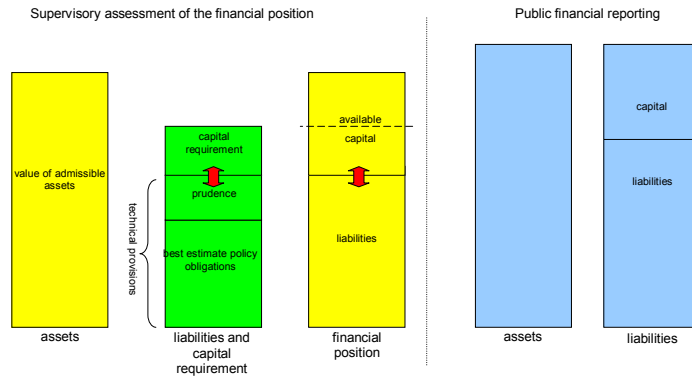 Supervisory assessment of the financial position
Public financial reporting
value of admissible
assets
capital
requirement
prudence
best estimate policy
obligations
technical provisions
available
capital
liabilities
capital
liabilities
assets
liabilities and
capital
requirement
financial
position
assets
liabilities